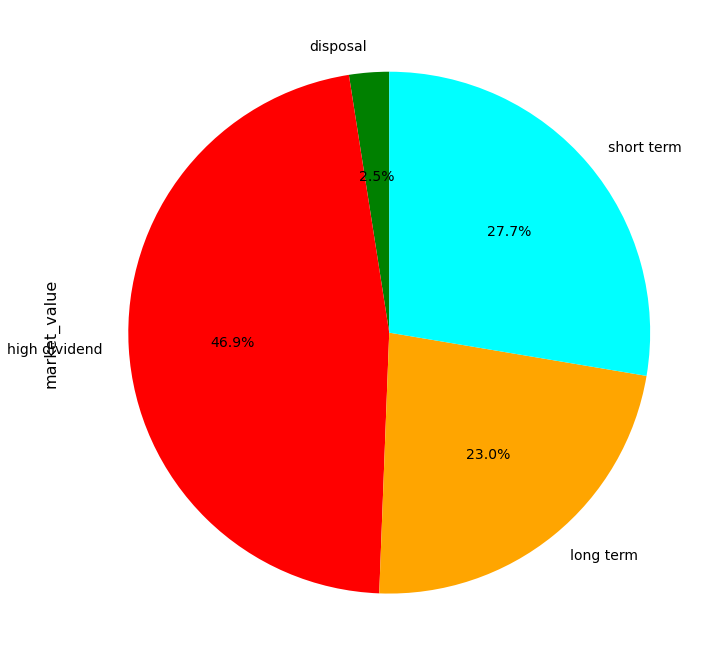 disposal
short term
2.5%
27.7%
market_value
46.9%
high dividend
23.0%
long term